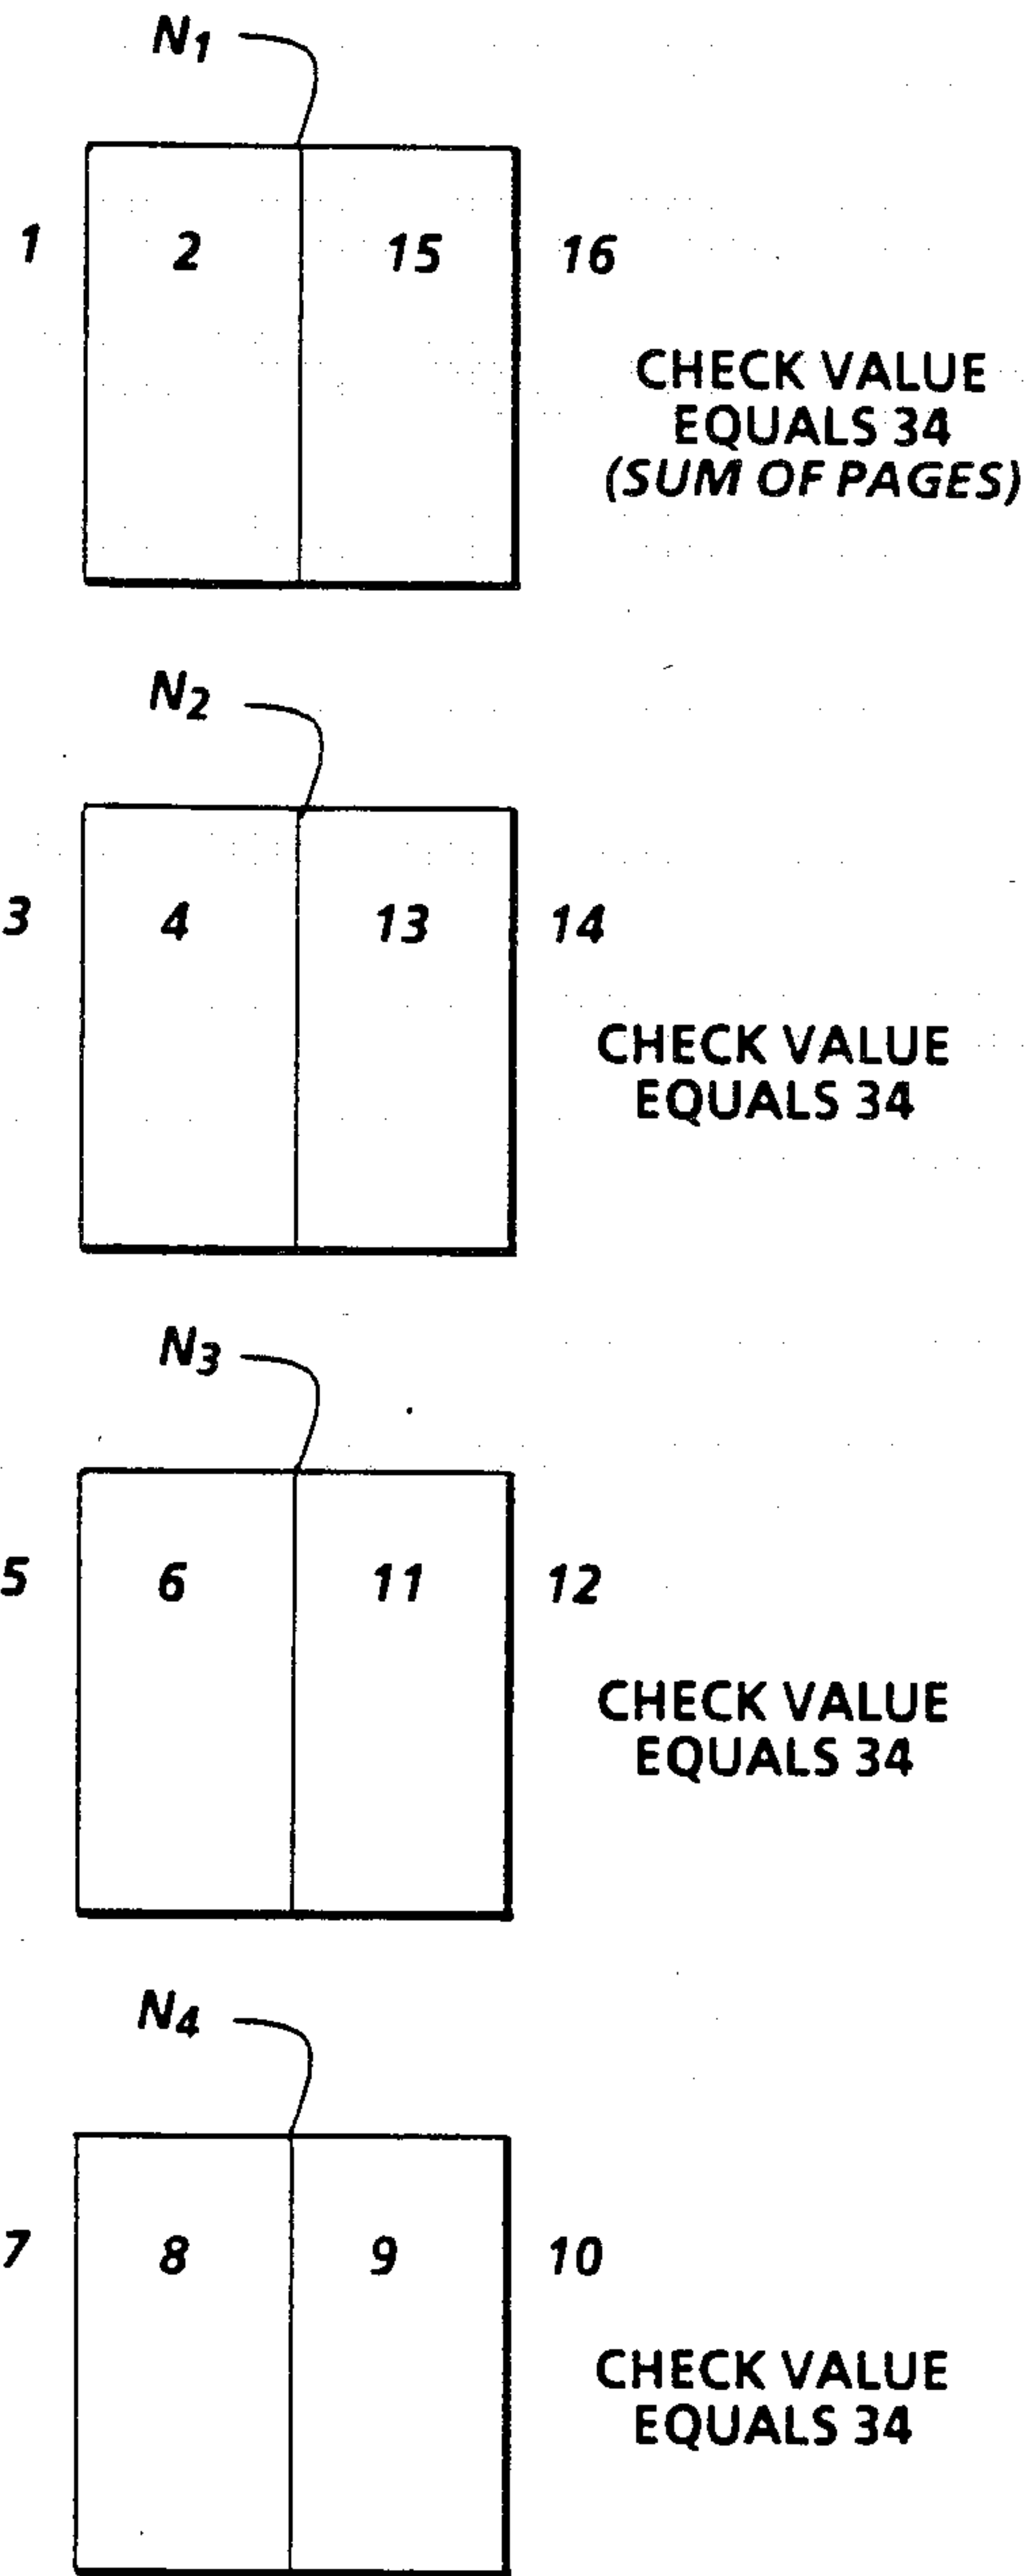 N1
1 2 15 16
CHECK VALUE
EQUALS 34
(SUM OF PAGES)
N2
3 4 13 14
CHECK VALUE
EQUALS 34
N3
5 6 11 12
CHECK VALUE
EQUALS 34
N4
7 8 9 10
CHECK VALUE
EQUALS 34